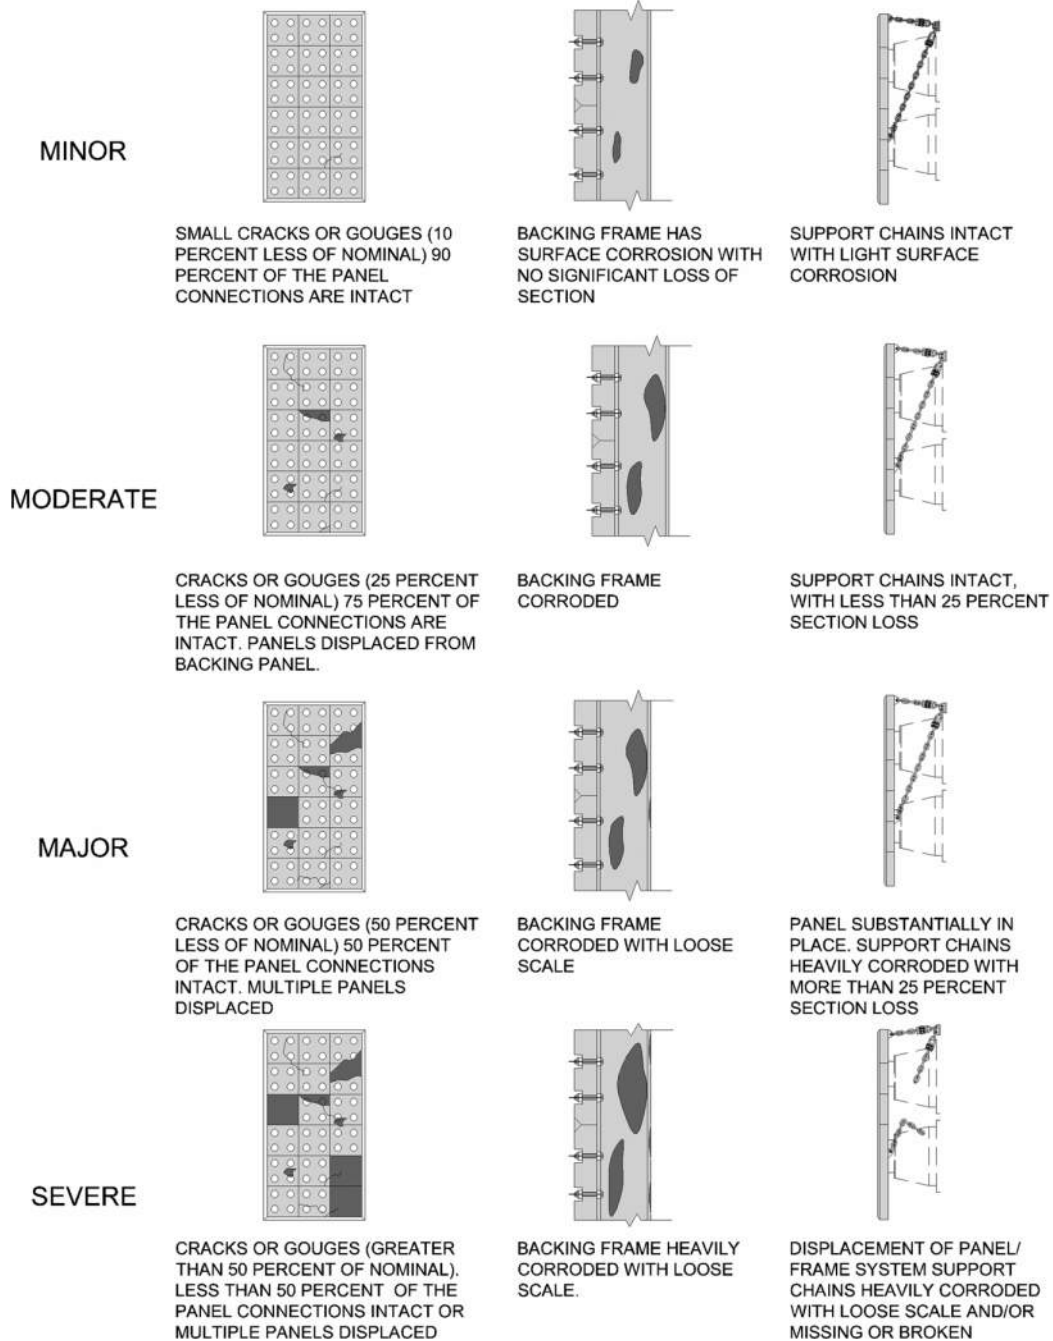 MINOR
SMALL CRACKS OR GOUGES (10
PERCENT LESS OF NOMINAL) 90
PERCENT OF THE PANEL
CONNECTIONS ARE INTACT
BACKING FRAME HAS
SURFACE CORROSION WITH
NO SIGNIFICANT LOSS OF
SECTION
SUPPORT CHAINS INTACT
WITH LIGHT SURFACE
CORROSION
MODERATE
CRACKS OR GOUGES (25 PERCENT
LESS OF NOMINAL) 75 PERCENT OF
THE PANEL CONNECTIONS ARE
INTACT. PANELS DISPLACED FROM
BACKING PANEL.
BACKING FRAME
CORRODED
SUPPORT CHAINS INTACT,
WITH LESS THAN 25 PERCENT
SECTION LOSS
MAJOR
CRACKS OR GOUGES (50 PERCENT
LESS OF NOMINAL) 50 PERCENT
OF THE PANEL CONNECTIONS
INTACT. MULTIPLE PANELS
DISPLACED
BACKING FRAME
CORRODED WITH LOOSE
SCALE
PANEL SUBSTANTIALLY IN
PLACE. SUPPORT CHAINS
HEAVILY CORRODED WITH
MORE THAN 25 PERCENT
SECTION LOSS
SEVERE
CRACKS OR GOUGES (GREATER
THAN 50 PERCENT OF NOMINAL).
LESS THAN 50 PERCENT OF THE
PANEL CONNECTIONS INTACT OR
MULTIPLE PANELS DISPLACED
BACKING FRAME HEAVILY
CORRODED WITH LOOSE
SCALE.
DISPLACEMENT OF PANEL/
FRAME SYSTEM SUPPORT
CHAINS HEAVILY CORRODED
WITH LOOSE SCALE AND/OR
MISSING OR BROKEN